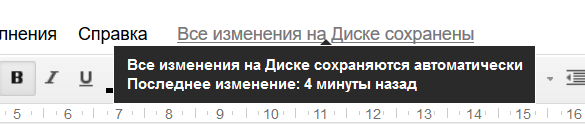 лнения Справка Все изменения на Диске сохранены
Все изменения на Диске сохраняются автоматически
Последнее изменение: 4 минуты назад
B I U
5 6 7 8 9 10 11 12 13 14 15 16